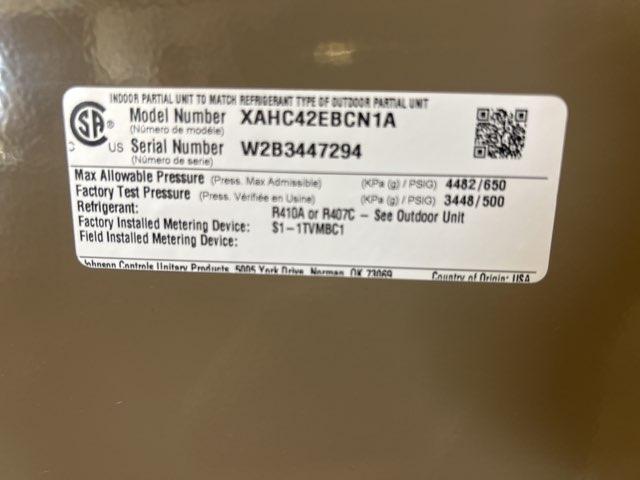 INDOOR PARTIAL UNIT TO MATCH REFRIGERANT TYPE OF OUTDOOR PARTIAL UNIT
SA ®
C US
Model Number XAHC42EBCN1A
(Número de modéle)
Serial Number W2B3447294
(Número de serie)
Max Allowable Pressure (Press. Max Admissible) (KPa (g) / PSIG) 4482/650
Factory Test Pressure (Press. Vérifiée en Usine) (KPa (g) / PSIG) 3448/500
Refrigerant: R410A or R407C - See Outdoor Unit
Factory Installed Metering Device: S1-1TVMBC1
Field Installed Metering Device:
Johnson Controls Unitary Products 5005 York Drive, Norman, OK 73069 Country of Origin: USA